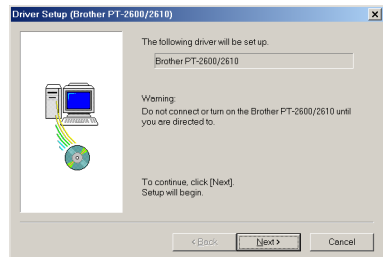 Driver Setup (Brother PT-2600/2610)
The following driver will be set up.
Brother PT-2600/2610
Warning:
Do not connect or turn on the Brother PT-2600/2610 until
you are directed to.
To continue, click [Next].
Setup will begin.
< Back
Next >
Cancel